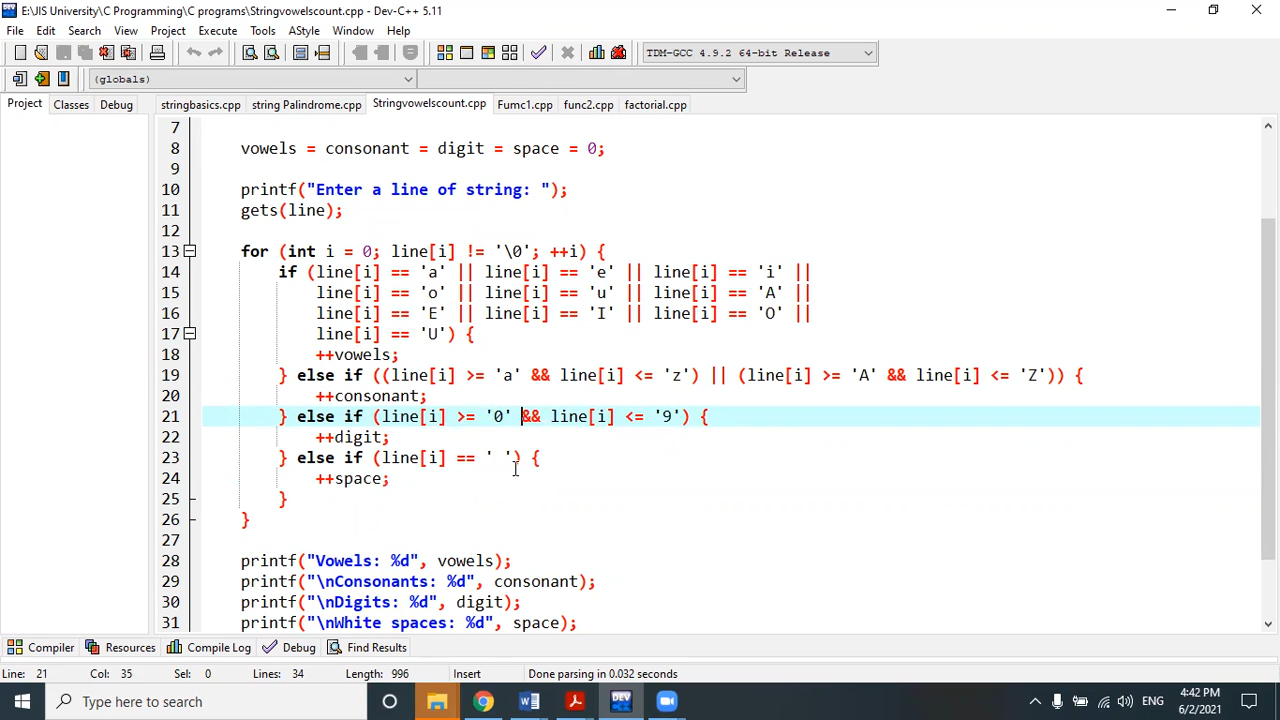 E:\JIS University\C Programming\C programs\Stringvowelscount.cpp - Dev-C++ 5.11
File Edit Search View Project Execute Tools AStyle Window Help
TDM-GCC 4.9.2 64-bit Release
(globals)
Project Classes Debug stringbasics.cpp string Palindrome.cpp Stringvowelscount.cpp Fumc1.cpp func2.cpp factorial.cpp
7
8 vowels = consonant = digit = space = 0;
9
10 printf("Enter a line of string: ");
11 gets(line);
12
13 for (int i = 0; line[i] != '\0'; ++i) {
14 if (line[i] == 'a' || line[i] == 'e' || line[i] == 'i' ||
15 line[i] == 'o' || line[i] == 'u' || line[i] == 'A' ||
16 line[i] == 'E' || line[i] == 'I' || line[i] == 'O' ||
17 line[i] == 'U') {
18 ++vowels;
19 } else if ((line[i] >= 'a' && line[i] <= 'z') || (line[i] >= 'A' && line[i] <= 'Z')) {
20 ++consonant;
21 } else if (line[i] >= '0' && line[i] <= '9') {
22 ++digit;
23 } else if (line[i] == ' ') {
24 ++space;
25 }
26 }
27
28 printf("Vowels: %d", vowels);
29 printf("\nConsonants: %d", consonant);
30 printf("\nDigits: %d", digit);
31 printf("\nWhite spaces: %d", space);
Compiler Resources Compile Log Debug Find Results
Line: 21 Col: 35 Sel: 0 Lines: 34 Length: 996 Insert Done parsing in 0.032 seconds
Type here to search
ENG
4:42 PM
6/2/2021